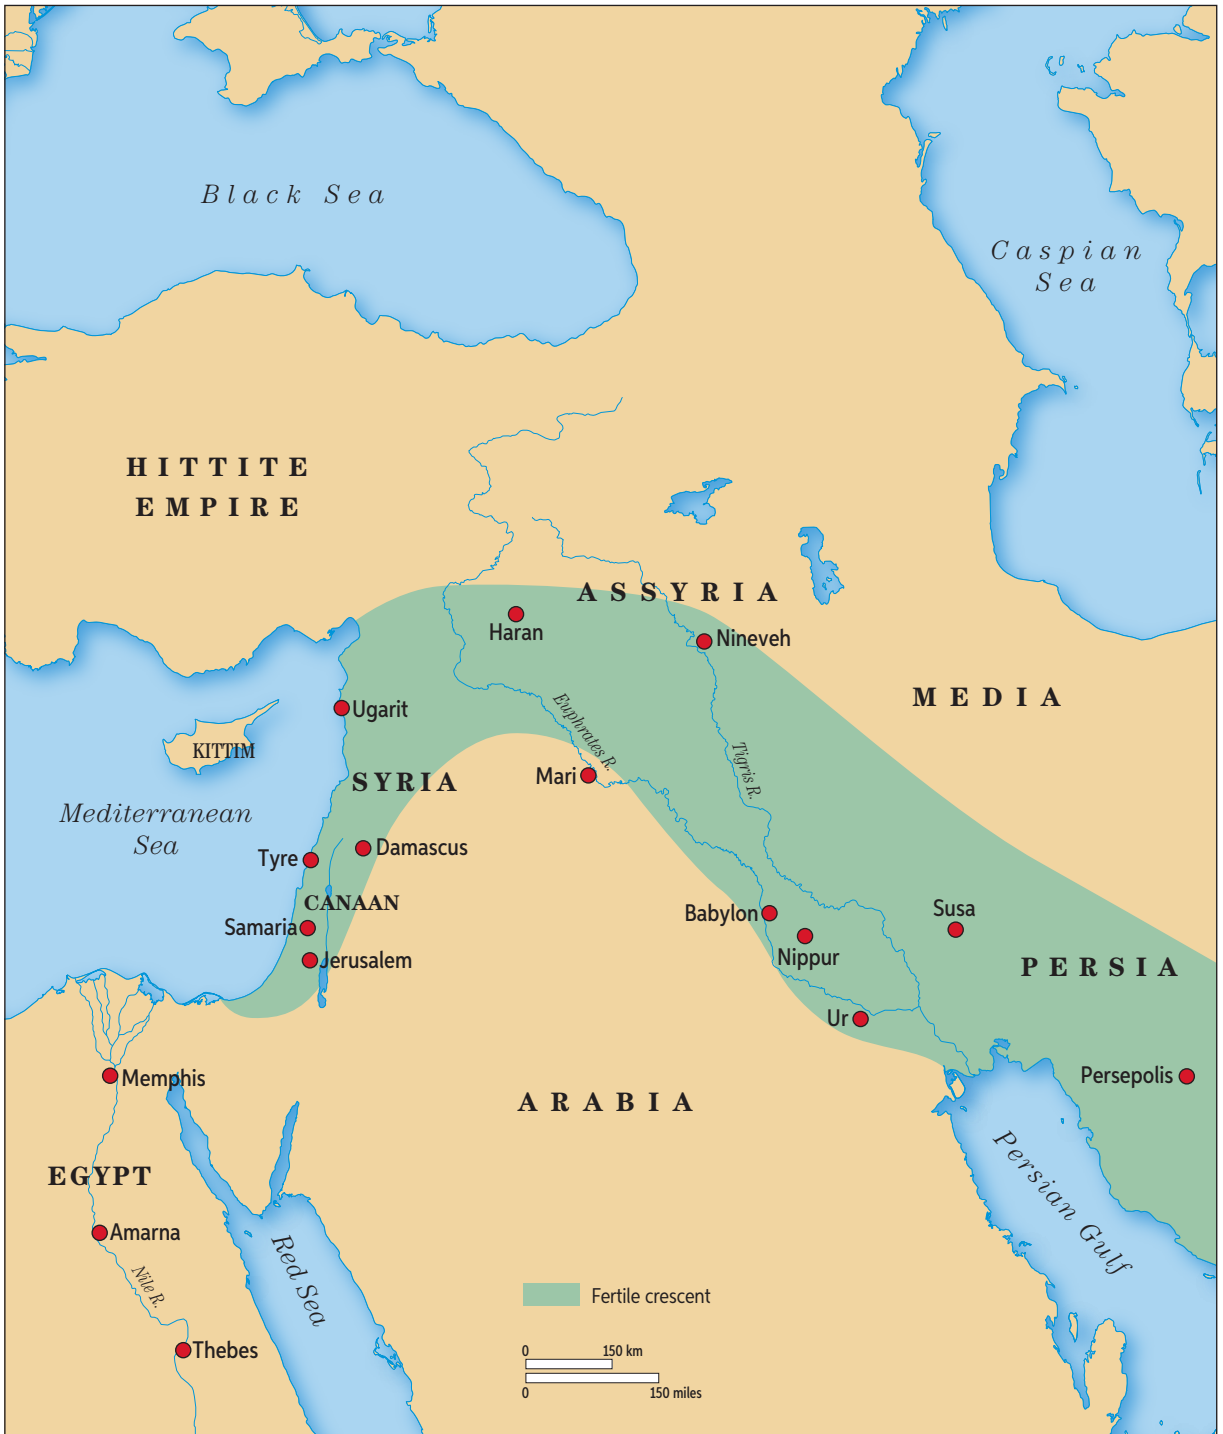 Black Sea
Caspian
Sea
HITTITE
EMPIRE
ASSYRIA
Haran
Nineveh
MEDIA
Ugarit
Euphrates R.
KITTIM
Tigris R.
Mari
SYRIA
Mediterranean
Sea
Tyre
Damascus
CANAAN
Babylon
Susa
Samaria
Nippur
Jerusalem
PERSIA
Ur
Memphis
Persepolis
ARABIA
Persian Gulf
EGYPT
Amarna
Red Sea
Nile R.
Fertile crescent
Thebes
0 150 km
0 150 miles